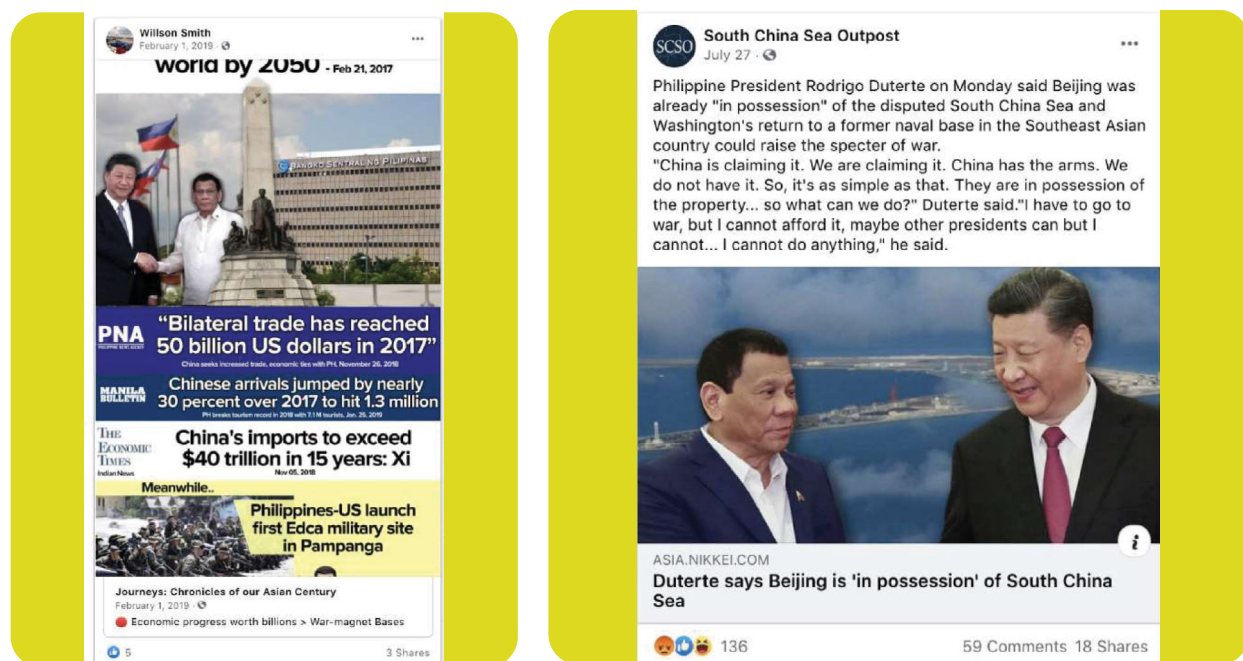 Willson Smith
February 1, 2019
world by 2050 - Feb 21, 2017
BANGKO SENTRAL NG PILIPINAS
PNA
PHILIPPINE NEWS AGENCY
"Bilateral trade has reached
50 billion US dollars in 2017"
China seeks increased trade, economic ties with PH, November 26, 2018
MANILA
BULLETIN
Chinese arrivals jumped by nearly
30 percent over 2017 to hit 1.3 million
PH breaks tourism record in 2018 with 7.1 M tourists, Jan. 25, 2019
THE
ECONOMIC
TIMES
Indian News
China's imports to exceed
$40 trillion in 15 years: Xi
Nov 05, 2018
Meanwhile..
Philippines-US launch
first Edca military site
in Pampanga
Journeys: Chronicles of our Asian Century
February 1, 2019
Economic progress worth billions > War-magnet Bases
5
3 Shares
SCSO
South China Sea Outpost
July 27
Philippine President Rodrigo Duterte on Monday said Beijing was
already "in possession" of the disputed South China Sea and
Washington's return to a former naval base in the Southeast Asian
country could raise the specter of war.
"China is claiming it. We are claiming it. China has the arms. We
do not have it. So, it's as simple as that. They are in possession of
the property... so what can we do?" Duterte said."I have to go to
war, but I cannot afford it, maybe other presidents can but I
cannot... I cannot do anything," he said.
i
ASIA.NIKKEI.COM
Duterte says Beijing is 'in possession' of South China
Sea
136
59 Comments 18 Shares